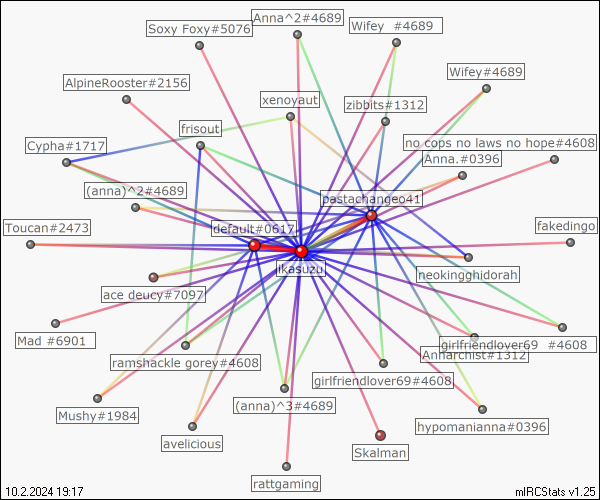 Anna^2#4689
Wifey  #4689
Soxy Foxy#5076
Wifey#4689
AlpineRooster#2156
xenoyaut
zibbits#1312
frisout
no cops no laws no hope#4608
Cypha#1717
Anna.#0396
(anna)^2#4689
pastachangeo41
Toucan#2473
default#0617
fakedingo
ikasuzu
neokingghidorah
ace deucy#7097
Mad #6901
girlfriendlover69  #4608
Annarchist#1312
ramshackle gorey#4608
girlfriendlover69#4608
(anna)^3#4689
Mushy#1984
hypomanianna#0396
avelicious
Skalman
rattgaming
10.2.2024 19:17
mIRCStats v1.25